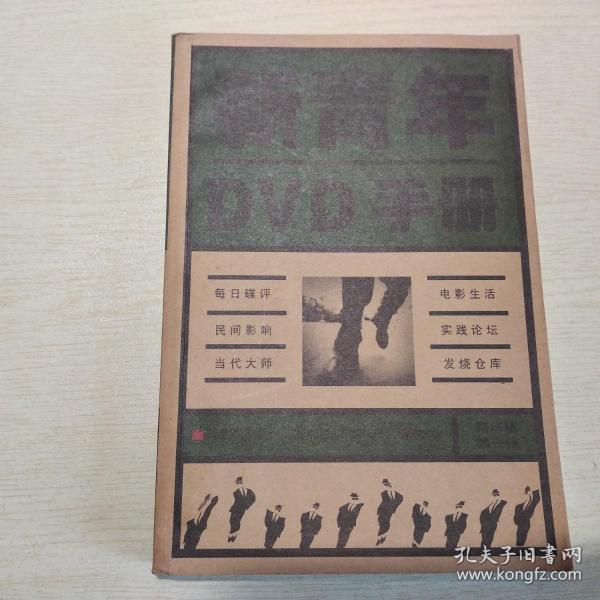 新青年
DVD手册
每日碟评
民间影响
当代大师
电影生活
实践论坛
发烧仓库
孔夫子旧书网
www.kongfz.com